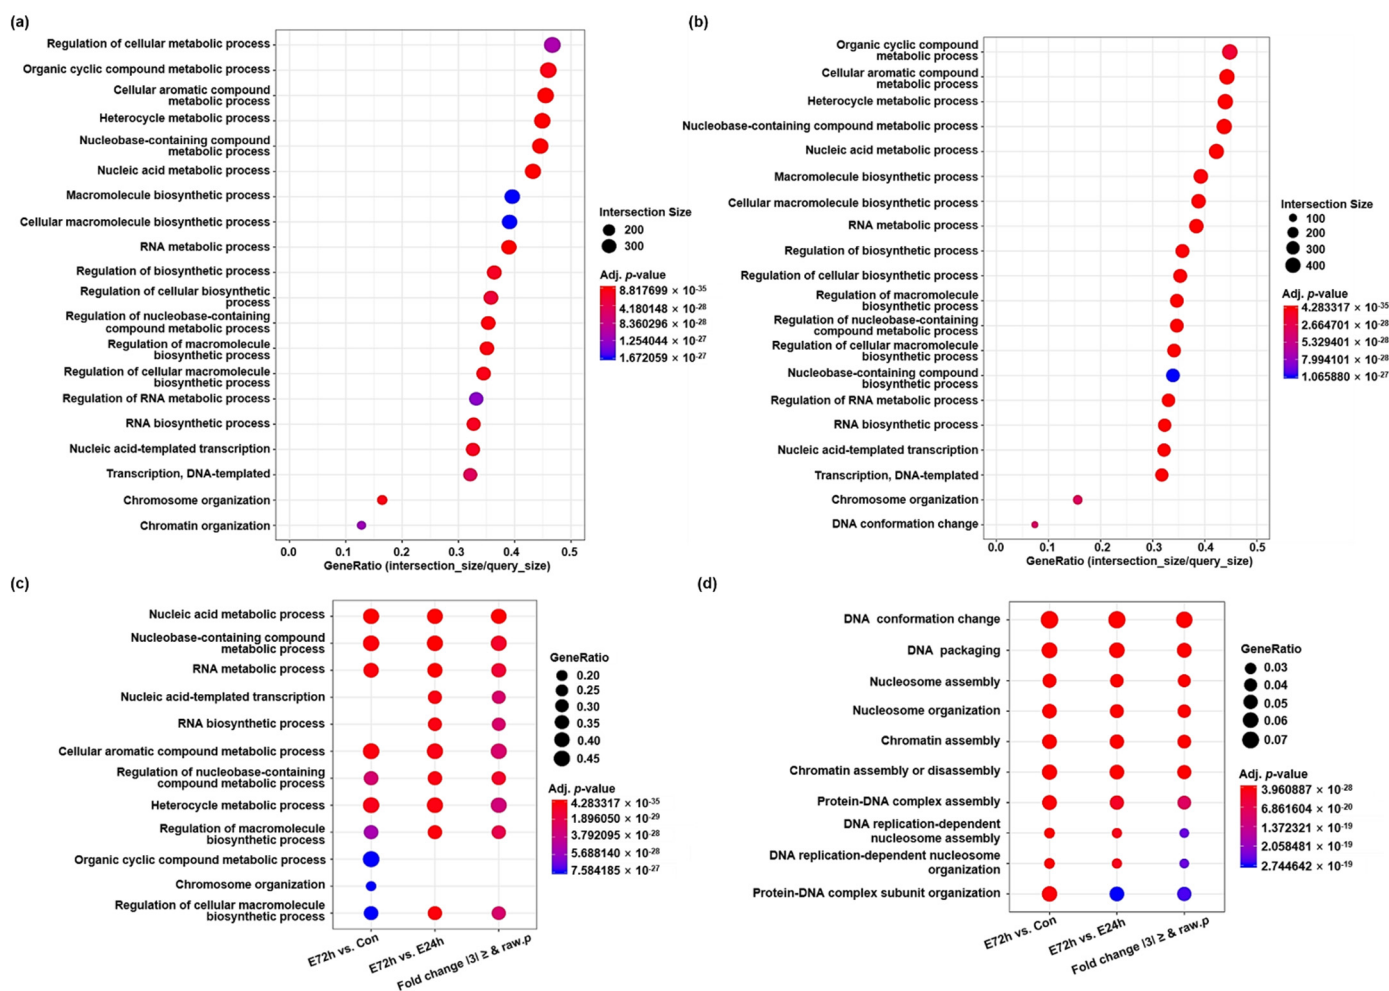 (a)
Regulation of cellular metabolic process
Organic cyclic compound metabolic process
Cellular aromatic compound
metabolic process
Heterocycle metabolic process
Nucleobase-containing compound
metabolic process
Nucleic acid metabolic process
Macromolecule biosynthetic process
Cellular macromolecule biosynthetic process
RNA metabolic process
Regulation of biosynthetic process
Regulation of cellular biosynthetic
process
Regulation of nucleobase-containing
compound metabolic process
Regulation of macromolecule
biosynthetic process
Regulation of cellular macromolecule
biosynthetic process
Regulation of RNA metabolic process
RNA biosynthetic process
Nucleic acid-templated transcription
Transcription, DNA-templated
Chromosome organization
Chromatin organization
0.0 0.1 0.2 0.3 0.4 0.5
GeneRatio (intersection_size/query_size)
Intersection Size
200
300
Adj. p-value
8.817699 × 10⁻³⁵
4.180148 × 10⁻²⁸
8.360296 × 10⁻²⁸
1.254044 × 10⁻²⁷
1.672059 × 10⁻²⁷
(b)
Organic cyclic compound
metabolic process
Cellular aromatic compound
metabolic process
Heterocycle metabolic process
Nucleobase-containing compound metabolic process
Nucleic acid metabolic process
Macromolecule biosynthetic process
Cellular macromolecule biosynthetic process
RNA metabolic process
Regulation of biosynthetic process
Regulation of cellular biosynthetic process
Regulation of macromolecule
biosynthetic process
Regulation of nucleobase-containing
compound metabolic process
Regulation of cellular macromolecule
biosynthetic process
Nucleobase-containing compound
biosynthetic process
Regulation of RNA metabolic process
RNA biosynthetic process
Nucleic acid-templated transcription
Transcription, DNA-templated
Chromosome organization
DNA conformation change
0.0 0.1 0.2 0.3 0.4 0.5
GeneRatio (intersection_size/query_size)
Intersection Size
100
200
300
400
Adj. p-value
4.283317 × 10⁻³⁵
2.664701 × 10⁻²⁸
5.329401 × 10⁻²⁸
7.994101 × 10⁻²⁸
1.065880 × 10⁻²⁷
(c)
Nucleic acid metabolic process
Nucleobase-containing compound
metabolic process
RNA metabolic process
Nucleic acid-templated transcription
RNA biosynthetic process
Cellular aromatic compound metabolic process
Regulation of nucleobase-containing
compound metabolic process
Heterocycle metabolic process
Regulation of macromolecule
biosynthetic process
Organic cyclic compound metabolic process
Chromosome organization
Regulation of cellular macromolecule
biosynthetic process
E72h vs. Con
E72h vs. E24h
Fold change |3| ≥ & raw.p
GeneRatio
0.20
0.25
0.30
0.35
0.40
0.45
Adj. p-value
4.283317 × 10⁻³⁵
1.896050 × 10⁻²⁹
3.792095 × 10⁻²⁸
5.688140 × 10⁻²⁸
7.584185 × 10⁻²⁷
(d)
DNA conformation change
DNA packaging
Nucleosome assembly
Nucleosome organization
Chromatin assembly
Chromatin assembly or disassembly
Protein-DNA complex assembly
DNA replication-dependent
nucleosome assembly
DNA replication-dependent nucleosome
organization
Protein-DNA complex subunit organization
E72h vs. Con
E72h vs. E24h
Fold change |3| ≥ & raw.p
GeneRatio
0.03
0.04
0.05
0.06
0.07
Adj. p-value
3.960887 × 10⁻²⁸
6.861604 × 10⁻²⁰
1.372321 × 10⁻¹⁹
2.058481 × 10⁻¹⁹
2.744642 × 10⁻¹⁹